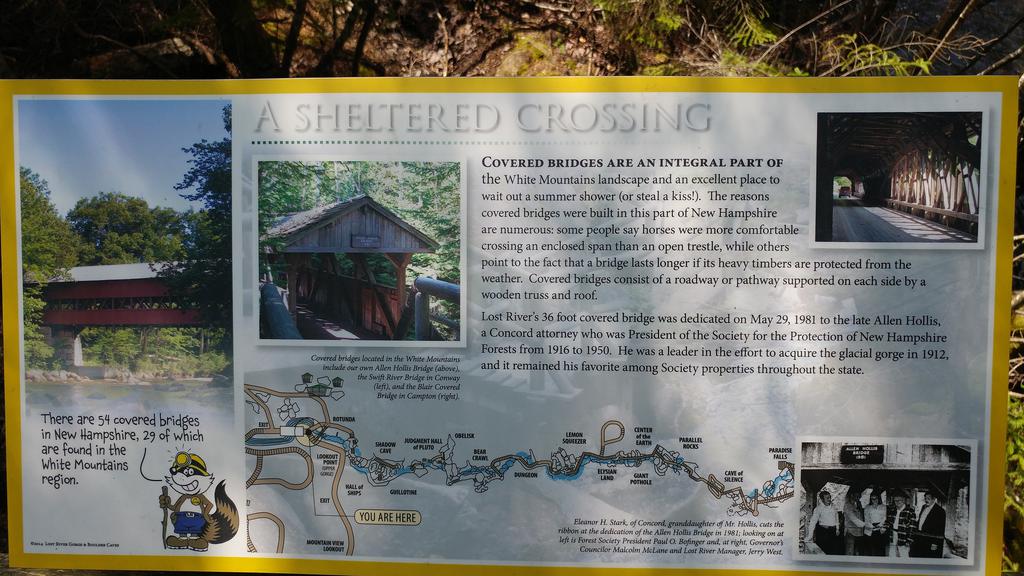 A SHELTERED CROSSING
COVERED BRIDGES ARE AN INTEGRAL PART OF
the White Mountains landscape and an excellent place to
wait out a summer shower (or steal a kiss!). The reasons
covered bridges were built in this part of New Hampshire
are numerous: some people say horses were more comfortable
crossing an enclosed span than an open trestle, while others
point to the fact that a bridge lasts longer if its heavy timbers are protected from the
weather. Covered bridges consist of a roadway or pathway supported on each side by a
wooden truss and roof.
Lost River's 36 foot covered bridge was dedicated on May 29, 1981 to the late Allen Hollis,
a Concord attorney who was President of the Society for the Protection of New Hampshire
Forests from 1916 to 1950. He was a leader in the effort to acquire the glacial gorge in 1912,
and it remained his favorite among Society properties throughout the state.
Covered bridges located in the White Mountains
include our own Allen Hollis Bridge (above),
the Swift River Bridge in Conway
(left), and the Blair Covered
Bridge in Campton (right).
There are 54 covered bridges
in New Hampshire, 29 of which
are found in the
White Mountains
region.
EXIT
ROTUNDA
LOOKOUT
POINT
(UPPER
GORGE)
EXIT
SHADOW
CAVE
HALL of
SHIPS
JUDGMENT HALL
of PLUTO
GUILLOTINE
OBELISK
BEAR
CRAWL
DUNGEON
LEMON
SQUEEZER
ELYSIAN
LAND
CENTER
of the
EARTH
GIANT
POTHOLE
PARALLEL
ROCKS
CAVE of
SILENCE
PARADISE
FALLS
YOU ARE HERE
MOUNTAIN VIEW
LOOKOUT
ALLEN HOLLIS
BRIDGE
1981
Eleanor H. Stark, of Concord, granddaughter of Mr. Hollis, cuts the
ribbon at the dedication of the Allen Hollis Bridge in 1981; looking on at
left is Forest Society President Paul O. Bofinger and, at right, Governor's
Councilor Malcolm McLane and Lost River Manager, Jerry West.
©2014 LOST RIVER GORGE & BOULDER CAVES